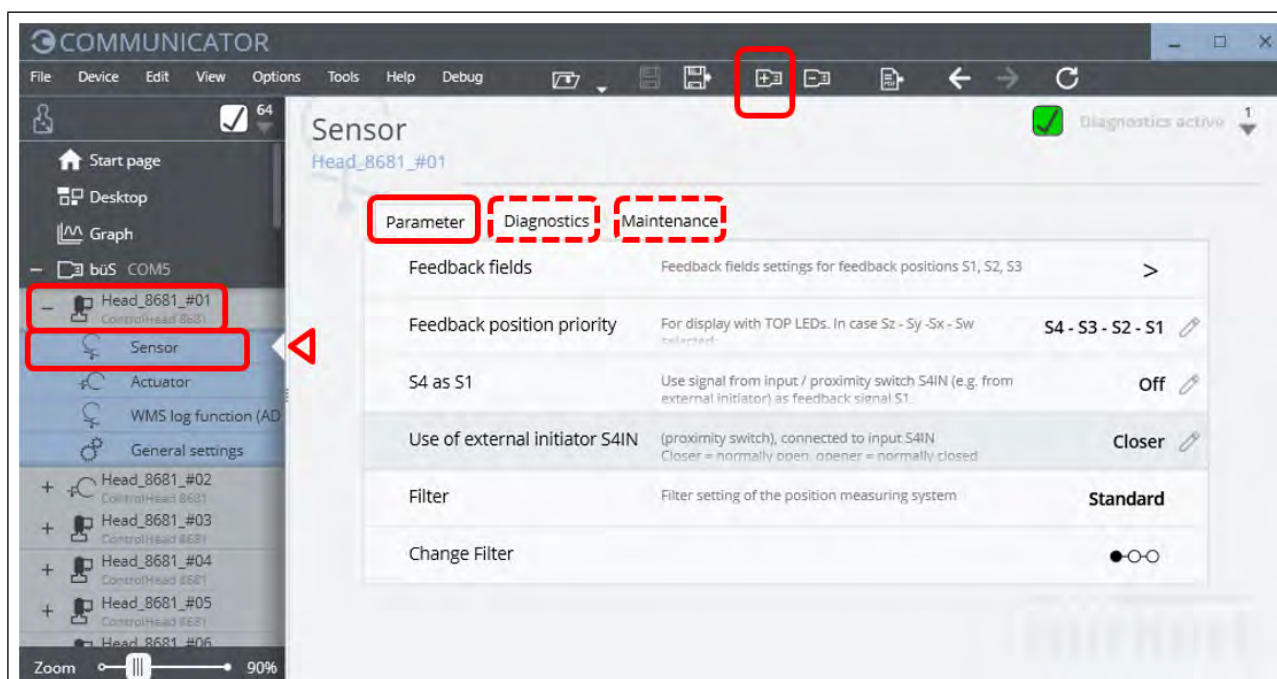 COMMUNICATOR
File Device Edit View Options Tools Help Debug
64
Start page
Desktop
Graph
büS COM5
Head_8681_#01
ControlHead 8681
Sensor
Actuator
WMS log function (AD
General settings
Head_8681_#02
ControlHead 8681
Head_8681_#03
ControlHead 8681
Head_8681_#04
ControlHead 8681
Head_8681_#05
ControlHead 8681
Head_8681_#06
Zoom 90%
Sensor
Head_8681_#01
Diagnostics active 1
Parameter Diagnostics Maintenance
Feedback fields Feedback fields settings for feedback positions S1, S2, S3 >
Feedback position priority For display with TOP LEDs. In case Sz - Sy -Sx - Sw S4 - S3 - S2 - S1
selected
S4 as S1 Use signal from input / proximity switch S4IN (e.g. from Off
external initiator) as feedback signal S1.
Use of external initiator S4IN (proximity switch), connected to input S4IN Closer
Closer = normally open, opener = normally closed
Filter Filter setting of the position measuring system Standard
Change Filter